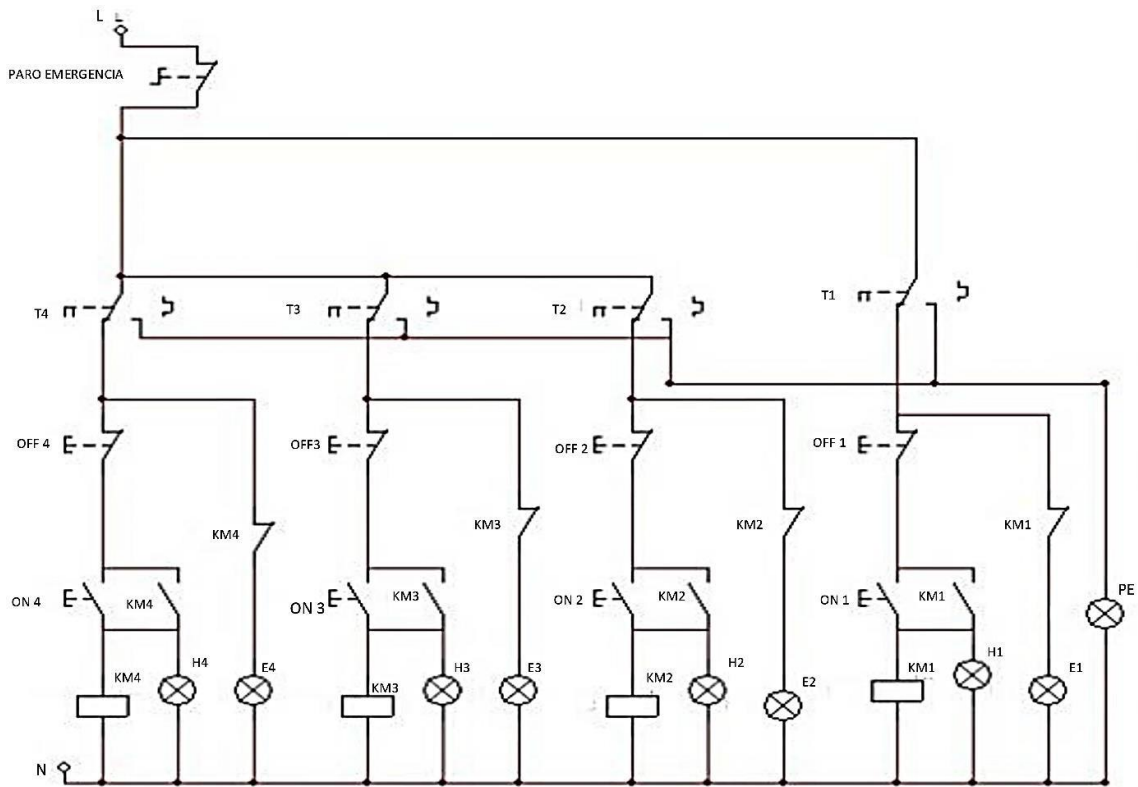 L L
PARO EMERGENCIA
T4 T3 T2 T1
OFF 4 OFF3 OFF 2 OFF 1
KM4 KM3 KM2 KM1
ON 4 KM4 ON 3 KM3 ON 2 KM2 ON 1 KM1 PE
KM4 H4 E4 KM3 H3 E3 KM2 H2 E2 KM1 H1 E1
N